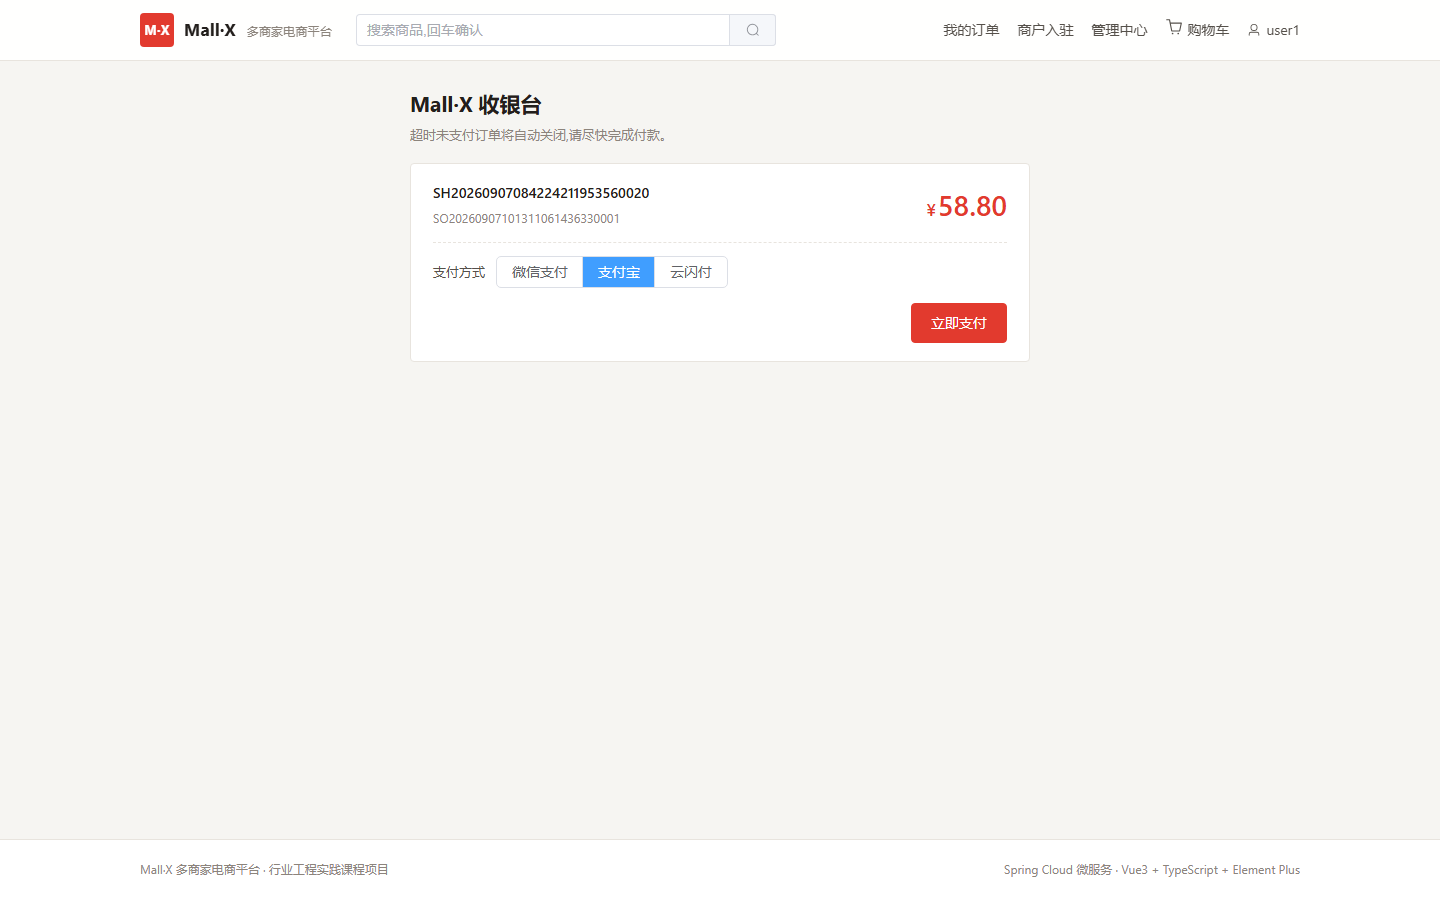 M·X Mall·X 多商家电商平台 搜索商品,回车确认 我的订单 商户入驻 管理中心 购物车 user1
Mall·X 收银台
超时未支付订单将自动关闭,请尽快完成付款。
SH20260907084224211953560020
SO20260907101311061436330001
¥58.80
支付方式 微信支付 支付宝 云闪付
立即支付
Mall·X 多商家电商平台 · 行业工程实践课程项目 Spring Cloud 微服务 · Vue3 + TypeScript + Element Plus